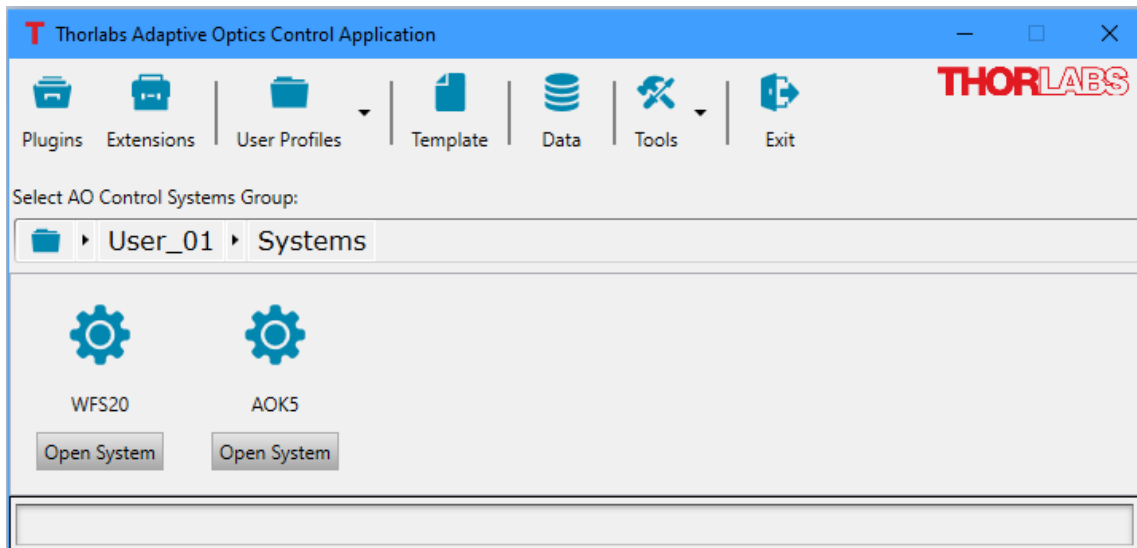 Thorlabs Adaptive Optics Control Application
THORLABS
Plugins Extensions User Profiles Template Data Tools Exit
Select AO Control Systems Group:
User_01 Systems
WFS20 AOK5
Open System Open System